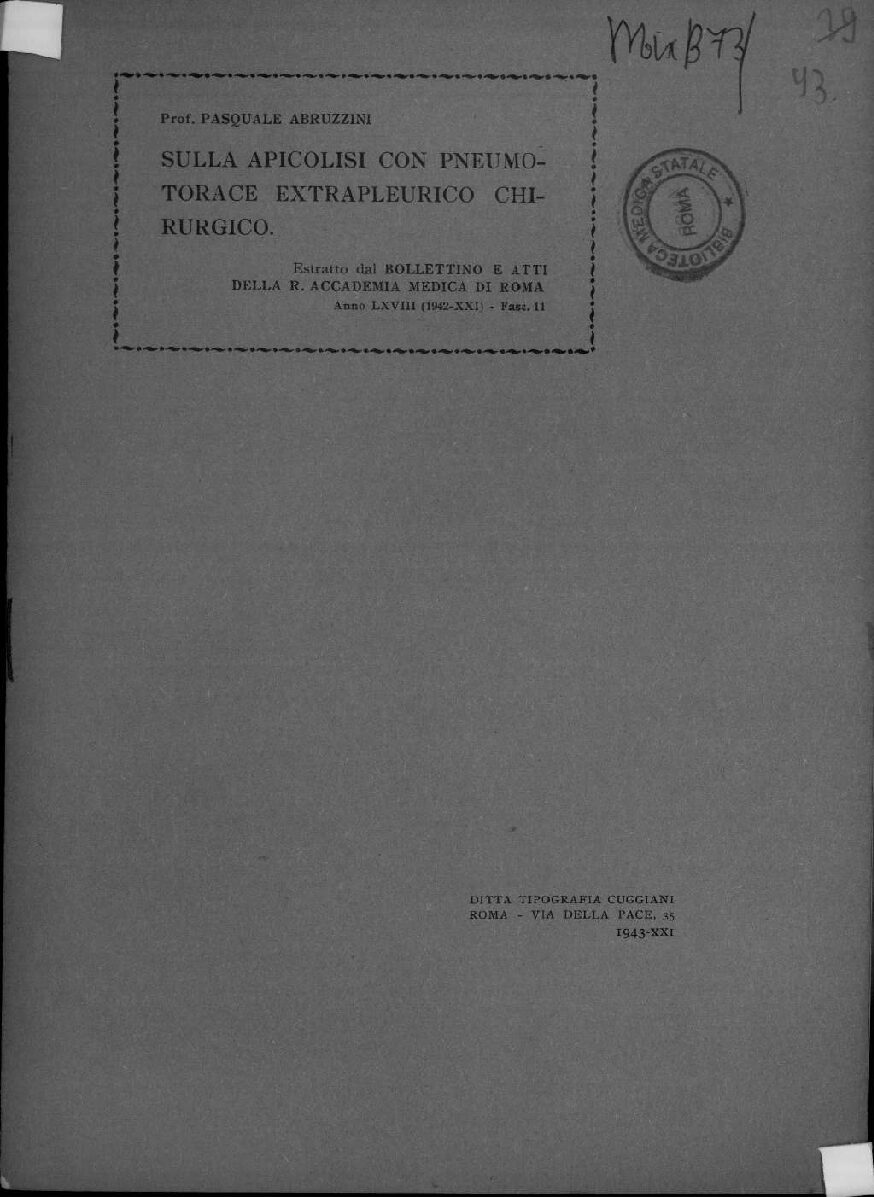 39
43.
Prof. PASQUALE ABRUZZINI
SULLA APICOLISI CON PNEUMO-
TORACE EXTRAPLEURICO CHI-
RURGICO.
BIBLIOTECA MEDICA STATALE
ROMA
Estratto dal BOLLETTINO E ATTI
DELLA R. ACCADEMIA MEDICA DI ROMA
Anno LXVIII (1942-XXI) - Fasc. 11
DITTA TIPOGRAFIA CUGGIANI
ROMA - VIA DELLA PACE, 35
1943-XXI